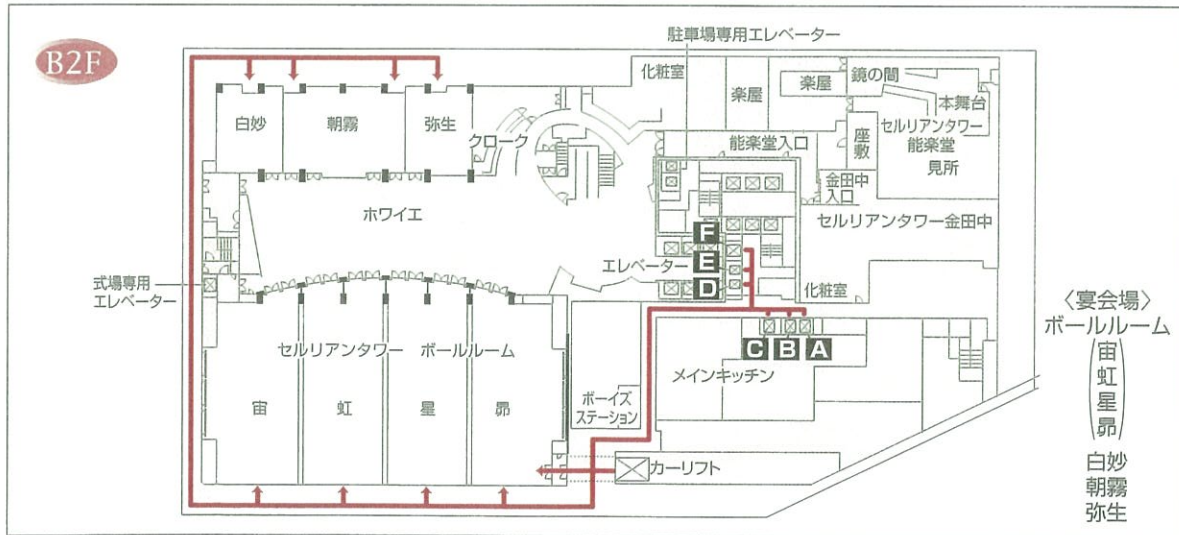 B2F
駐車場専用エレベーター
化粧室
楽屋
楽屋
鏡の間
本舞台
セルリアンタワー
能楽堂
見所
座敷
能楽堂入口
金田中
入口
セルリアンタワー金田中
白妙
朝霧
弥生
クローク
ホワイエ
式場専用
エレベーター
エレベーター
F
E
D
化粧室
C
B
A
メインキッチン
セルリアンタワー ボールルーム
宙
虹
星
昴
ボーイズ
ステーション
カーリフト
〈宴会場〉
ボールルーム
(宙
虹
星
昴)
白妙
朝霧
弥生